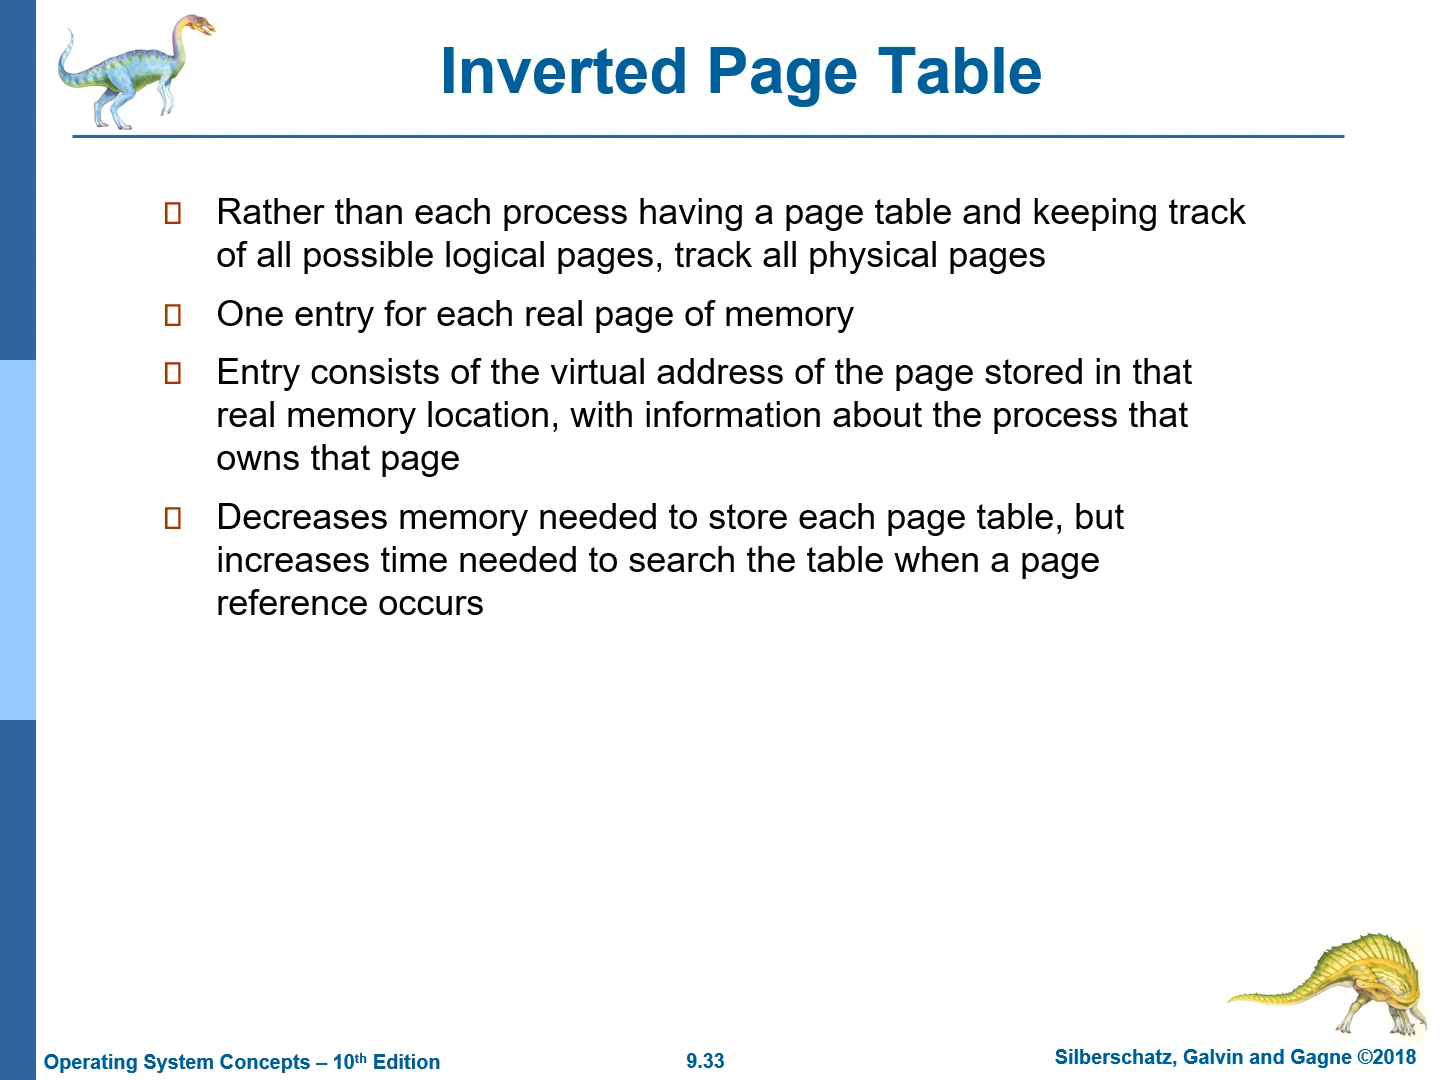 Inverted Page Table
Rather than each process having a page table and keeping track
of all possible logical pages, track all physical pages
One entry for each real page of memory
Entry consists of the virtual address of the page stored in that
real memory location, with information about the process that
owns that page
Decreases memory needed to store each page table, but
increases time needed to search the table when a page
reference occurs
Operating System Concepts – 10th Edition
9.33
Silberschatz, Galvin and Gagne ©2018